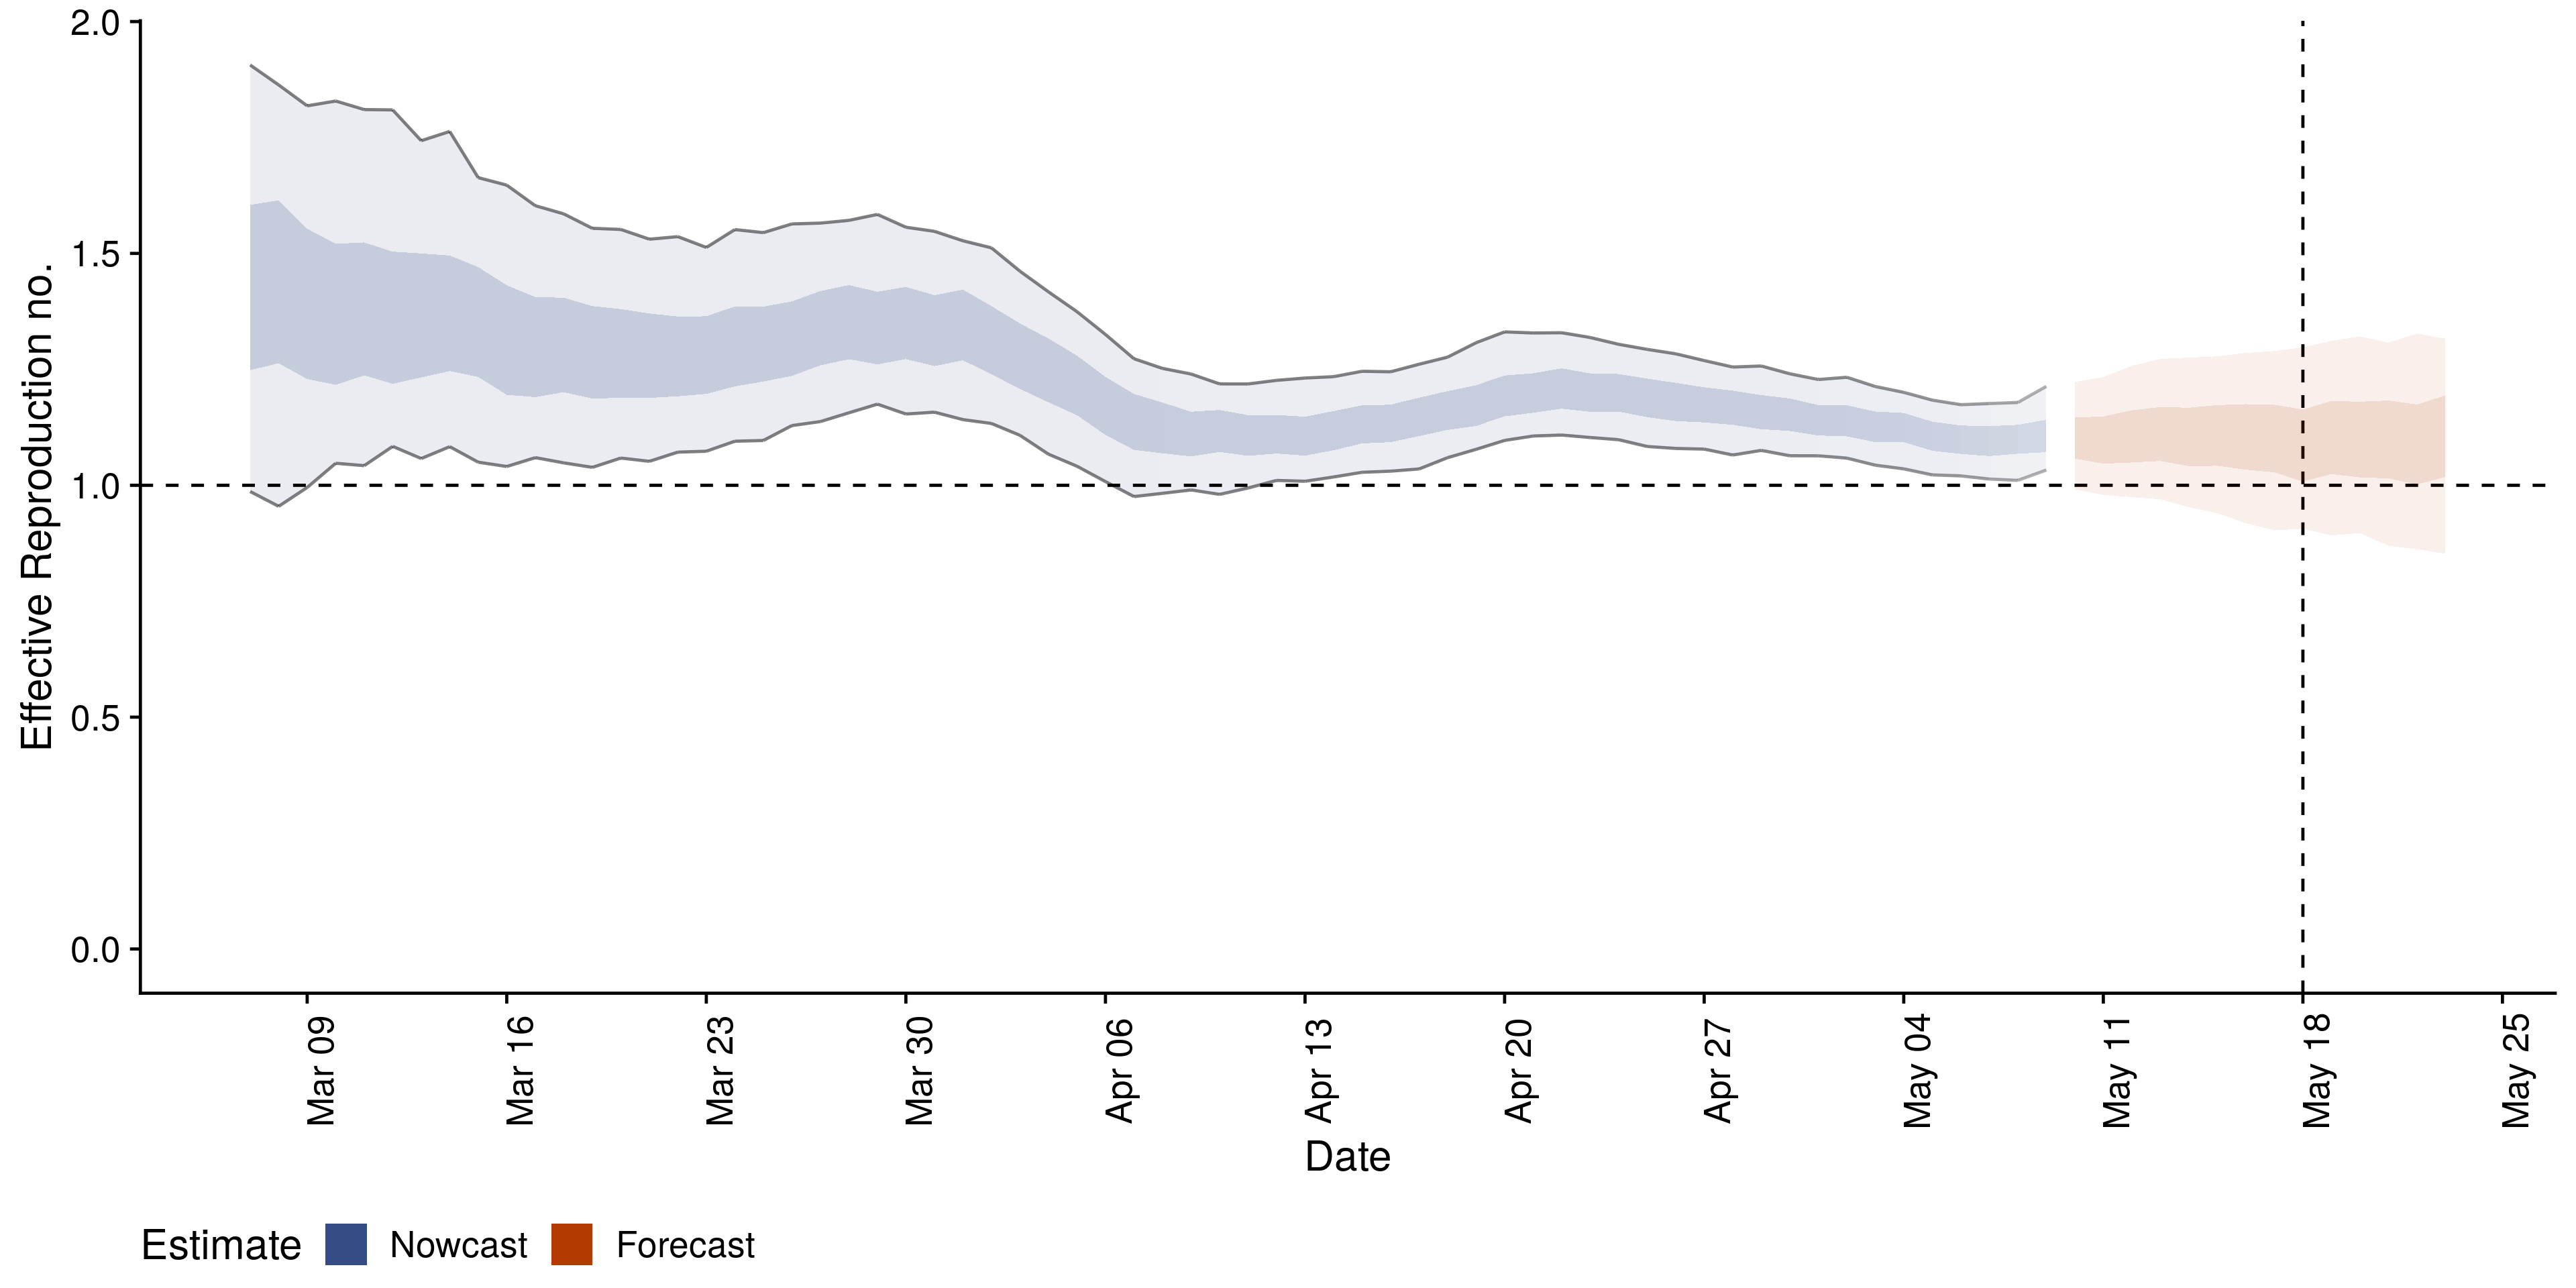 Effective Reproduction no.
2.0
1.5
1.0
0.5
0.0
Mar 09
Mar 16
Mar 23
Mar 30
Apr 06
Apr 13
Apr 20
Apr 27
May 04
May 11
May 18
May 25
Date
Estimate Nowcast Forecast